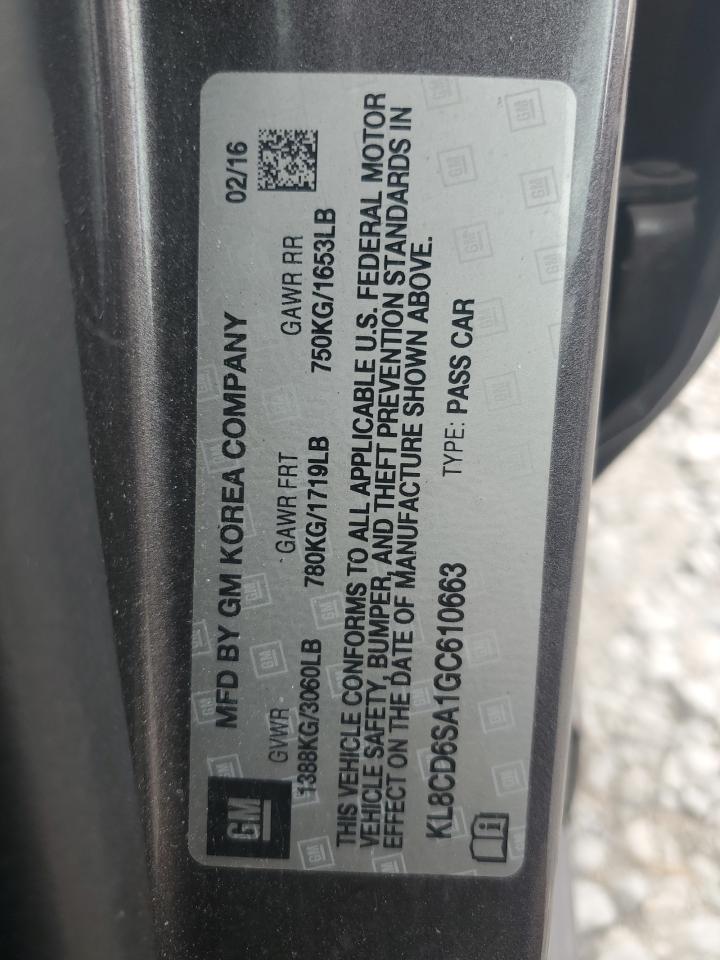 GM
MFD BY GM KOREA COMPANY 02/16
GVWR GAWR FRT GAWR RR
1388KG/3060LB 780KG/1719LB 750KG/1653LB
THIS VEHICLE CONFORMS TO ALL APPLICABLE U.S. FEDERAL MOTOR
VEHICLE SAFETY, BUMPER, AND THEFT PREVENTION STANDARDS IN
EFFECT ON THE DATE OF MANUFACTURE SHOWN ABOVE.
KL8CD6SA1GC610663 TYPE: PASS CAR